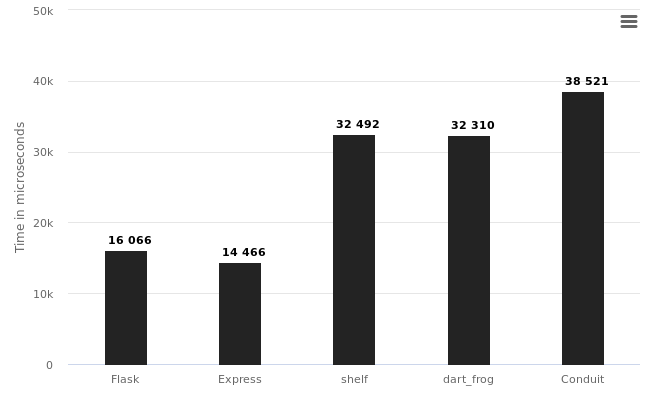 50k
40k
30k
20k
10k
0
Time in microseconds
16 066
14 466
32 492
32 310
38 521
Flask
Express
shelf
dart_frog
Conduit